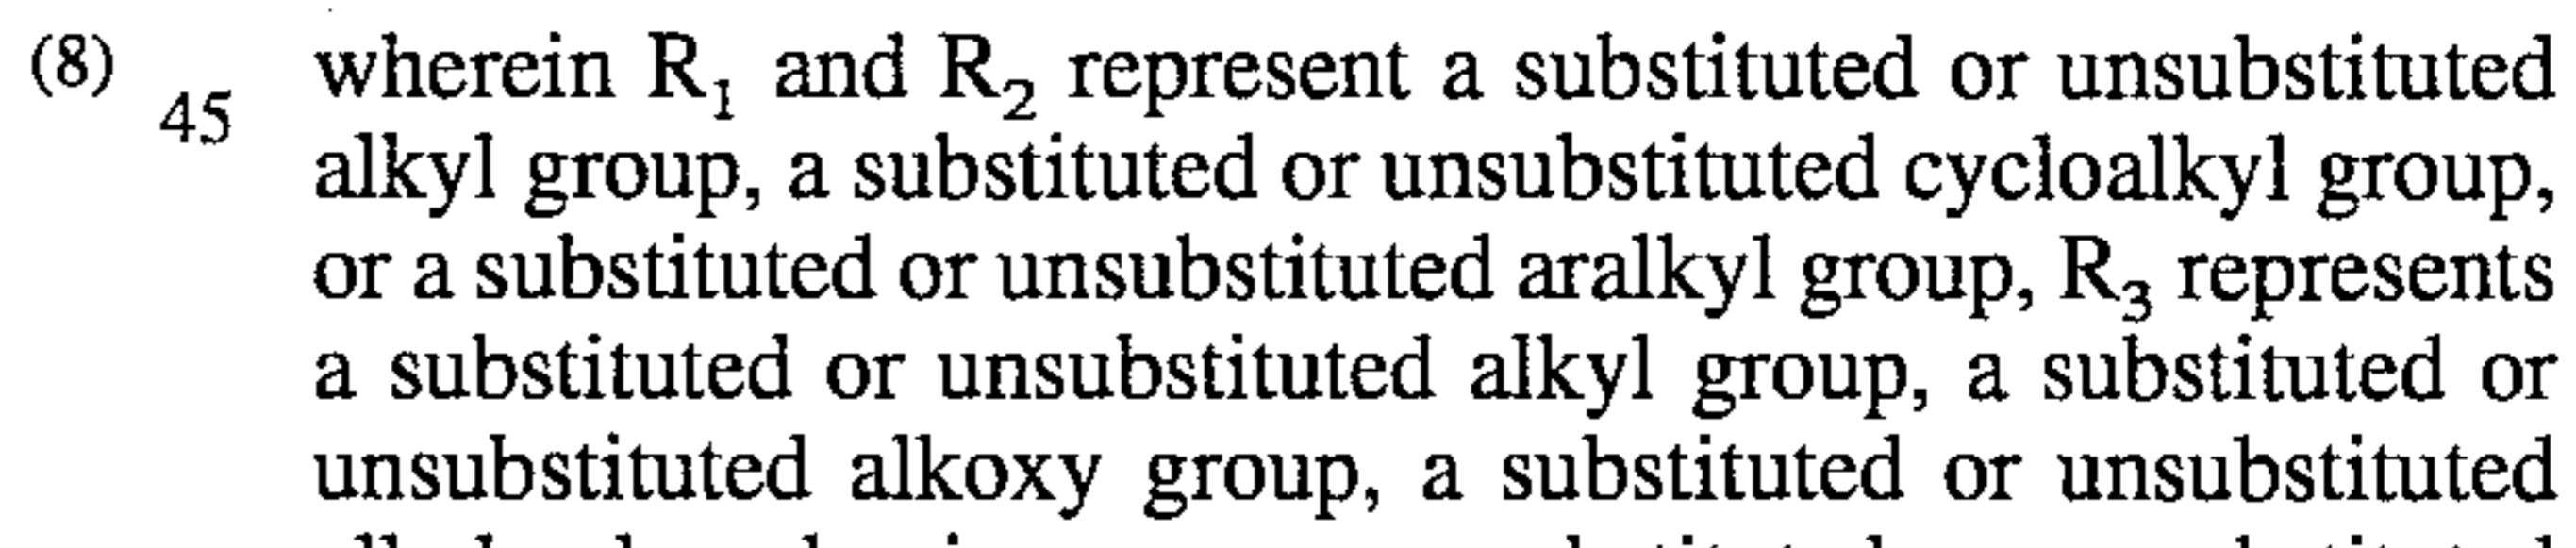 (8) 45 wherein R₁ and R₂ represent a substituted or unsubstituted
alkyl group, a substituted or unsubstituted cycloalkyl group,
or a substituted or unsubstituted aralkyl group, R₃ represents
a substituted or unsubstituted alkyl group, a substituted or
unsubstituted alkoxy group, a substituted or unsubstituted